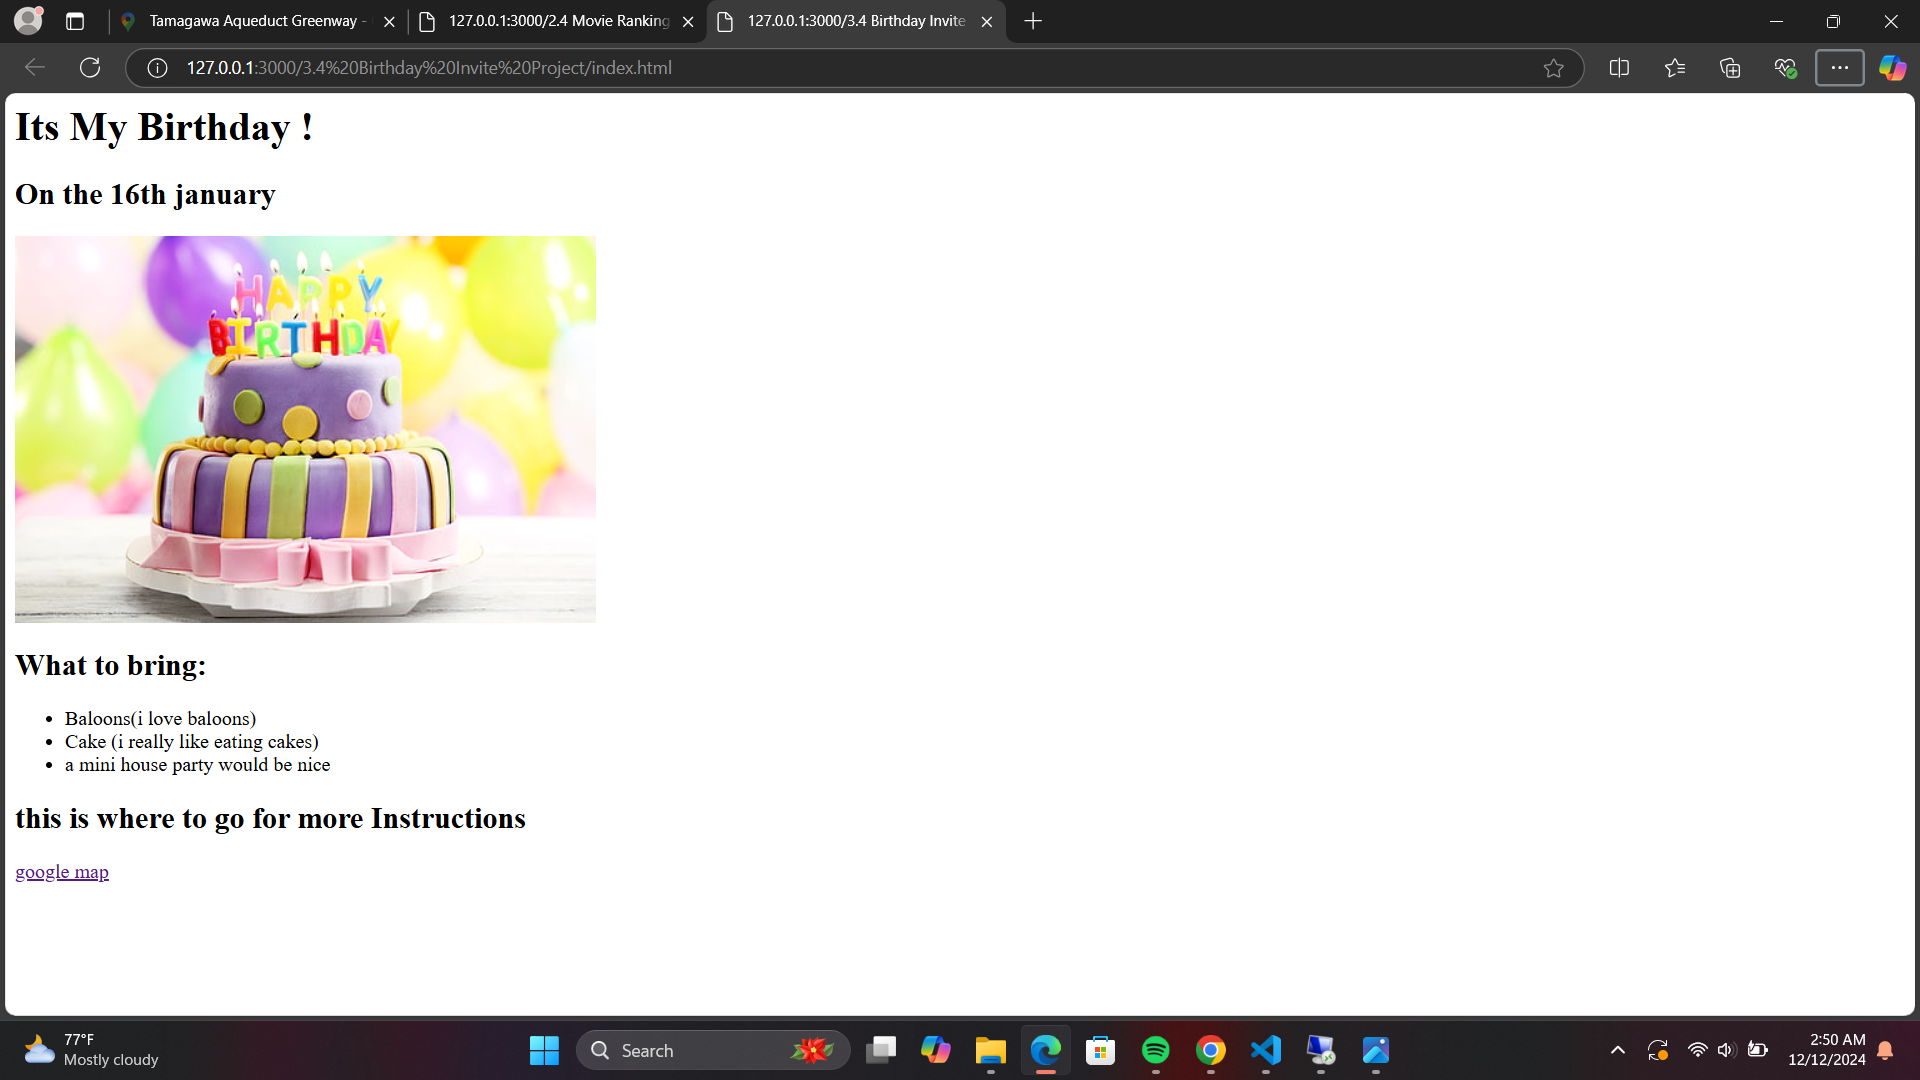 Tamagawa Aqueduct Greenway -
127.0.0.1:3000/2.4 Movie Ranking
127.0.0.1:3000/3.4 Birthday Invite
127.0.0.1:3000/3.4%20Birthday%20Invite%20Project/index.html
Its My Birthday !
On the 16th january
HAPPY
BIRTHDAY
What to bring:
• Baloons(i love baloons)
• Cake (i really like eating cakes)
• a mini house party would be nice
this is where to go for more Instructions
google map
77°F
Mostly cloudy
Search
2:50 AM
12/12/2024